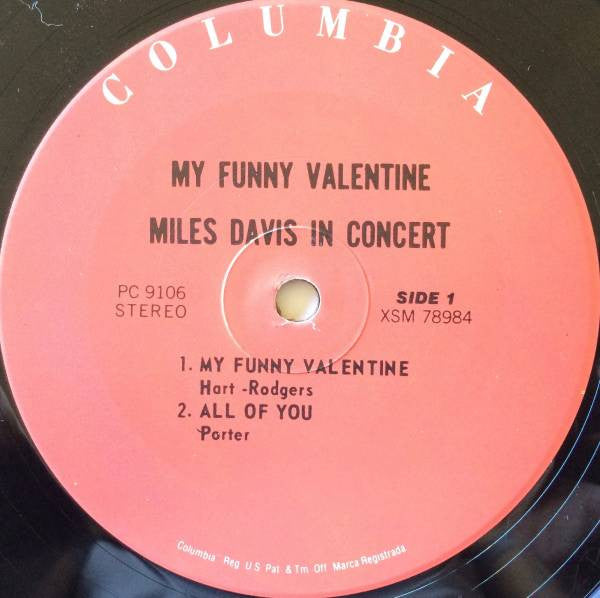 COLUMBIA
MY FUNNY VALENTINE
MILES DAVIS IN CONCERT
PC 9106
STEREO
SIDE 1
XSM 78984
1. MY FUNNY VALENTINE
Hart -Rodgers
2. ALL OF YOU
Porter
Columbia Reg U S Pat & Tm Off Marca Registrada